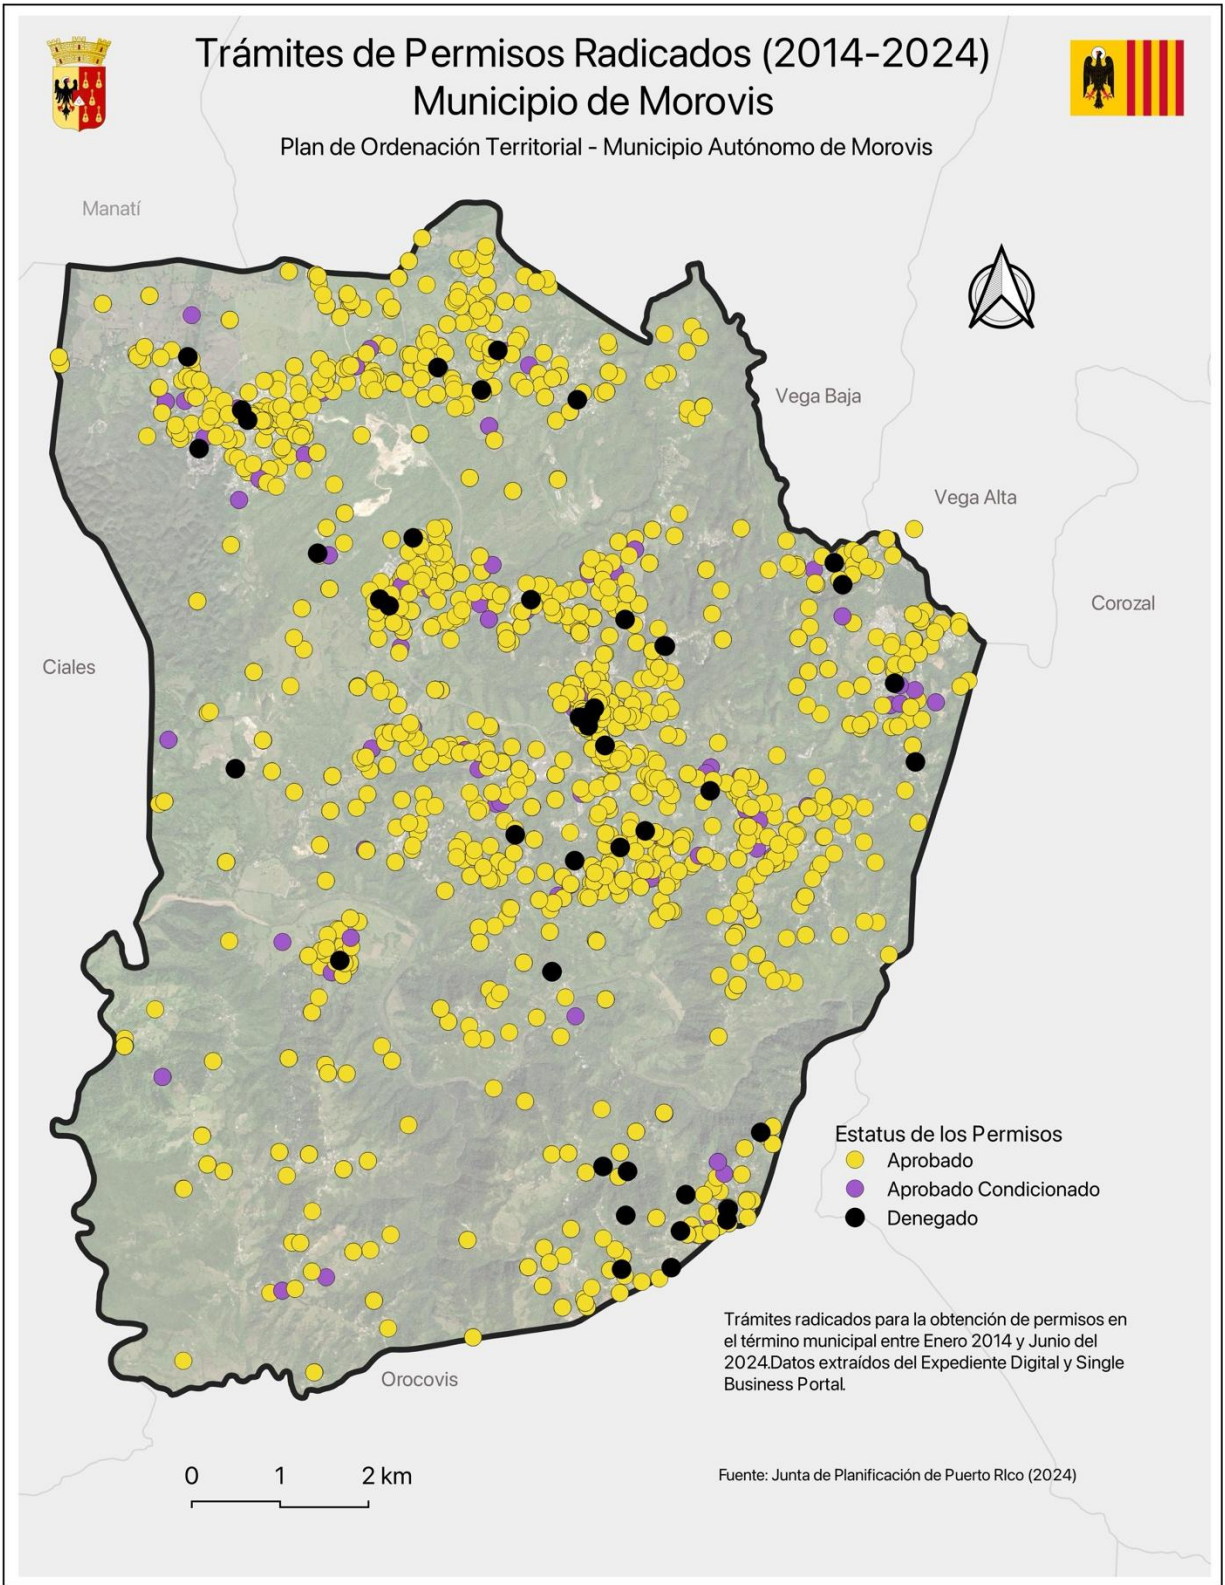 Trámites de Permisos Radicados (2014-2024)
Municipio de Morovis
Plan de Ordenación Territorial - Municipio Autónomo de Morovis
Manatí
Vega Baja
Vega Alta
Corozal
Ciales
Estatus de los Permisos
Aprobado
Aprobado Condicionado
Denegado
Trámites radicados para la obtención de permisos en
el término municipal entre Enero 2014 y Junio del
2024.Datos extraídos del Expediente Digital y Single
Business Portal.
Orocovis
0 1 2 km
Fuente: Junta de Planificación de Puerto RIco (2024)